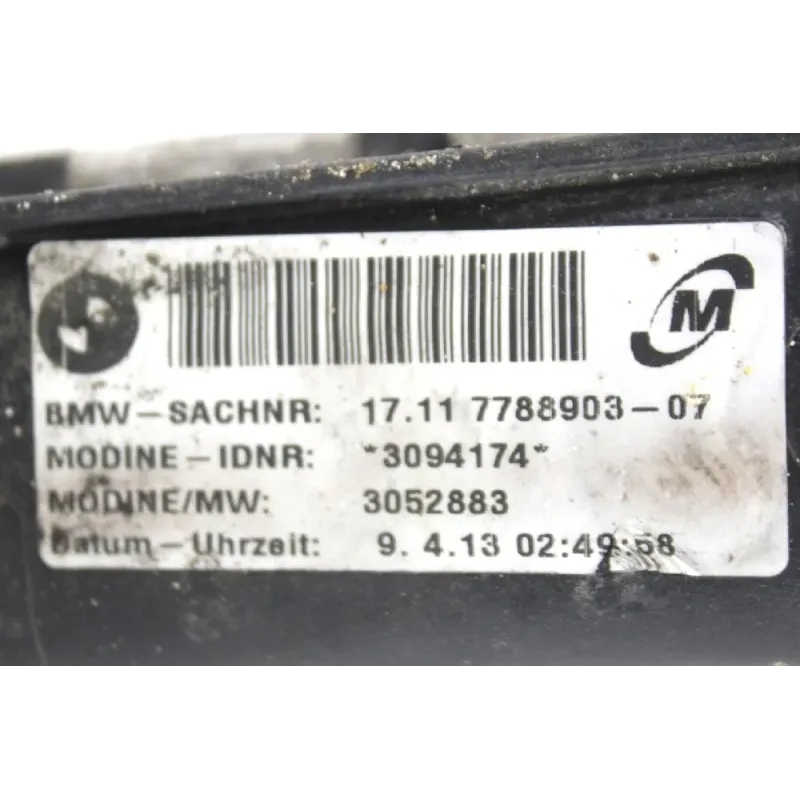 M
BMW-SACHNR: 17.11 7788903-07
MODINE-IDNR: *3094174*
MODINE/MW: 3052883
Datum-Uhrzeit: 9. 4.13 02:49:58